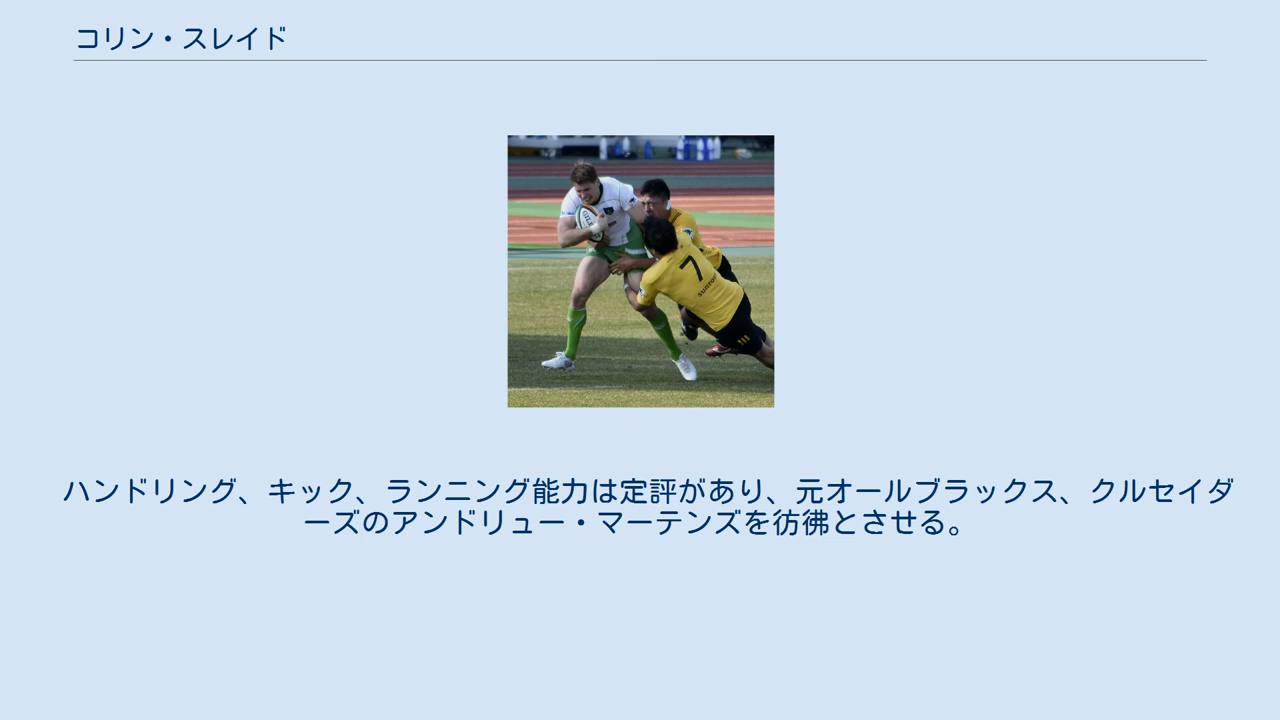 コリン・スレイド
7
ハンドリング、キック、ランニング能力は定評があり、元オールブラックス、クルセイダ
ーズのアンドリュー・マーテンズを彷彿とさせる。